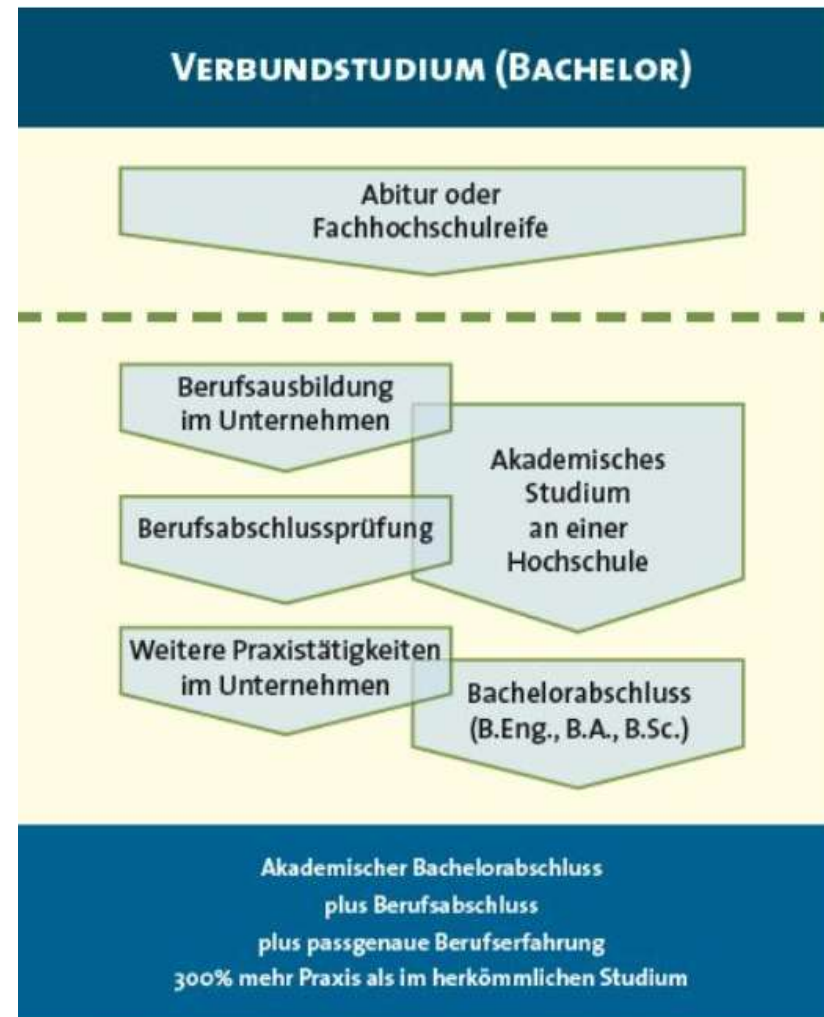 VERBUNDSTUDIUM (BACHELOR)
Abitur oder
Fachhochschulreife
Berufsausbildung
im Unternehmen
Berufsabschlussprüfung
Weitere Praxistätigkeiten
im Unternehmen
Akademisches
Studium
an einer
Hochschule
Bachelorabschluss
(B.Eng., B.A., B.Sc.)
Akademischer Bachelorabschluss
plus Berufsabschluss
plus passgenaue Berufserfahrung
300% mehr Praxis als im herkömmlichen Studium